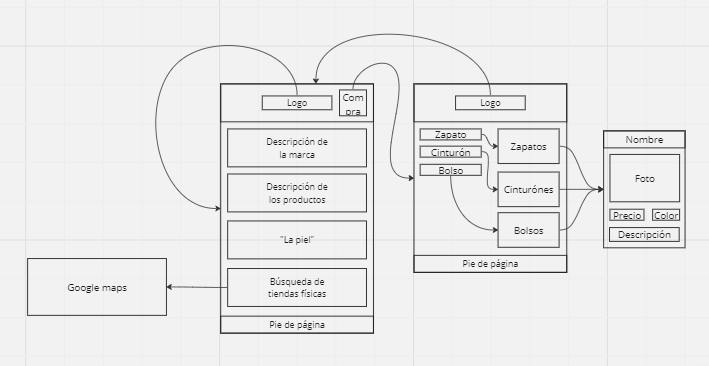 Logo
Com
pra
Descripción de
la marca
Descripción de
los productos
"La piel"
Búsqueda de
tiendas físicas
Pie de página
Google maps
Logo
Zapato
Cinturón
Bolso
Zapatos
Cinturónes
Bolsos
Pie de página
Nombre
Foto
Precio
Color
Descripción